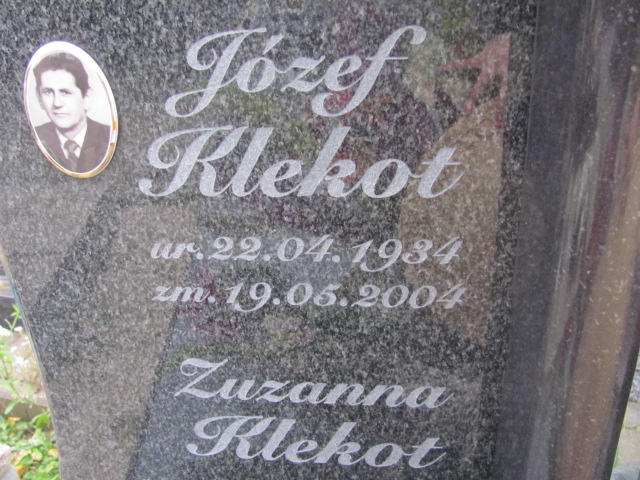 Józef
Klekot
ur.22.04.1934
zm.19.05.2004
Zuzanna
Klekot